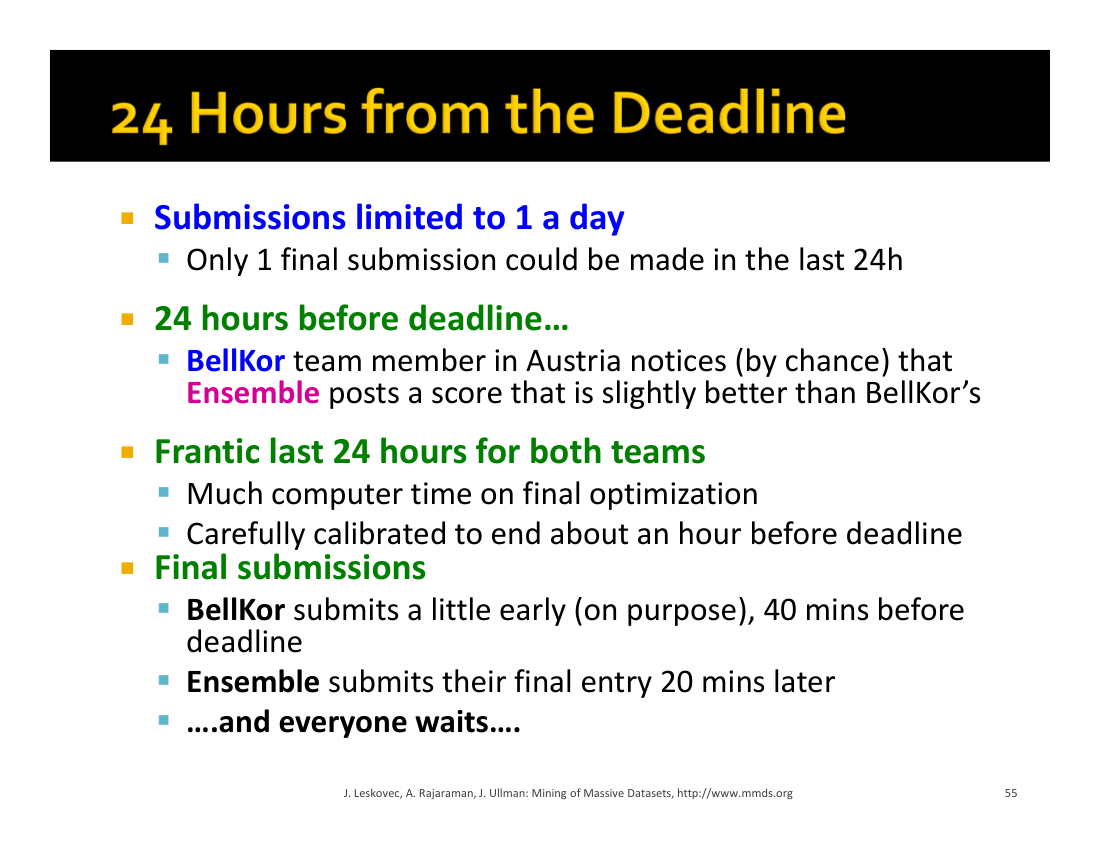 24 Hours from the Deadline
Submissions limited to 1 a day
Only 1 final submission could be made in the last 24h
24 hours before deadline…
BellKor team member in Austria notices (by chance) that
Ensemble posts a score that is slightly better than BellKor’s
Frantic last 24 hours for both teams
Much computer time on final optimization
Carefully calibrated to end about an hour before deadline
Final submissions
BellKor submits a little early (on purpose), 40 mins before
deadline
Ensemble submits their final entry 20 mins later
….and everyone waits….
J. Leskovec, A. Rajaraman, J. Ullman: Mining of Massive Datasets, http://www.mmds.org
55